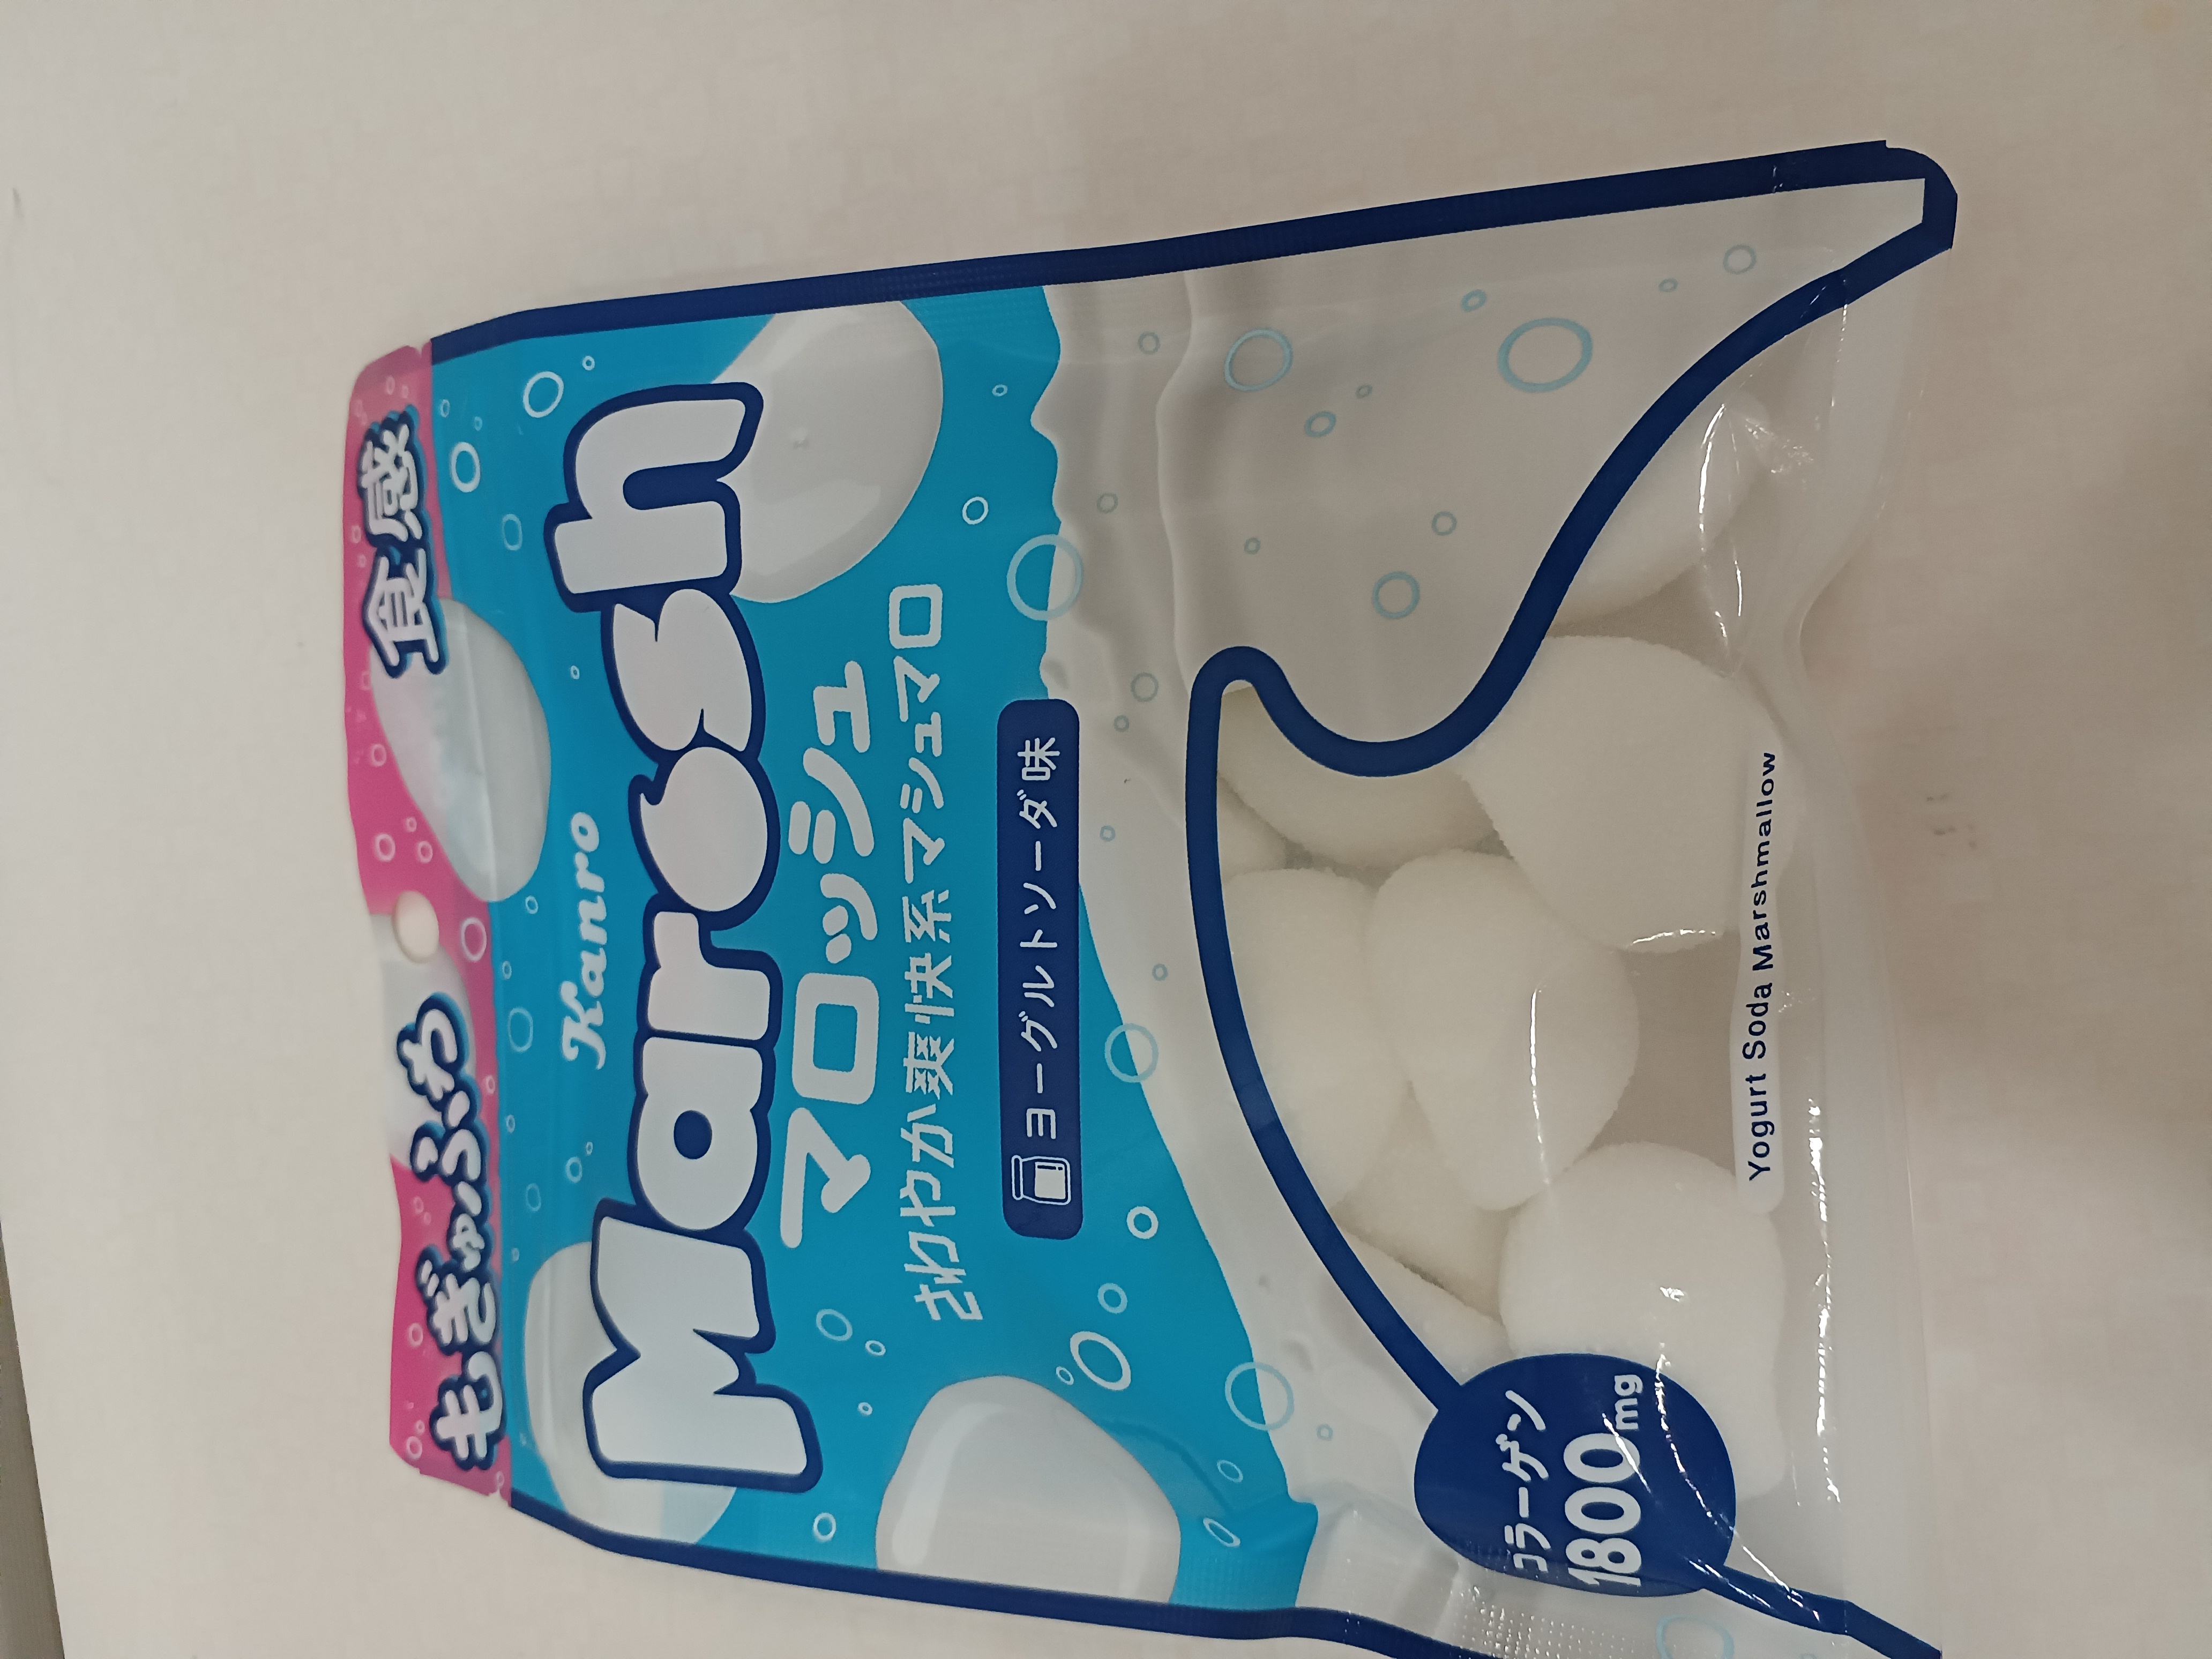 もぎゅふわ 食感
Kanro
Marosh
マロッシュ
さわやか爽快系マシュマロ
ヨーグルトソーダ味
コラーゲン
1800mg
Yogurt Soda Marshmallow